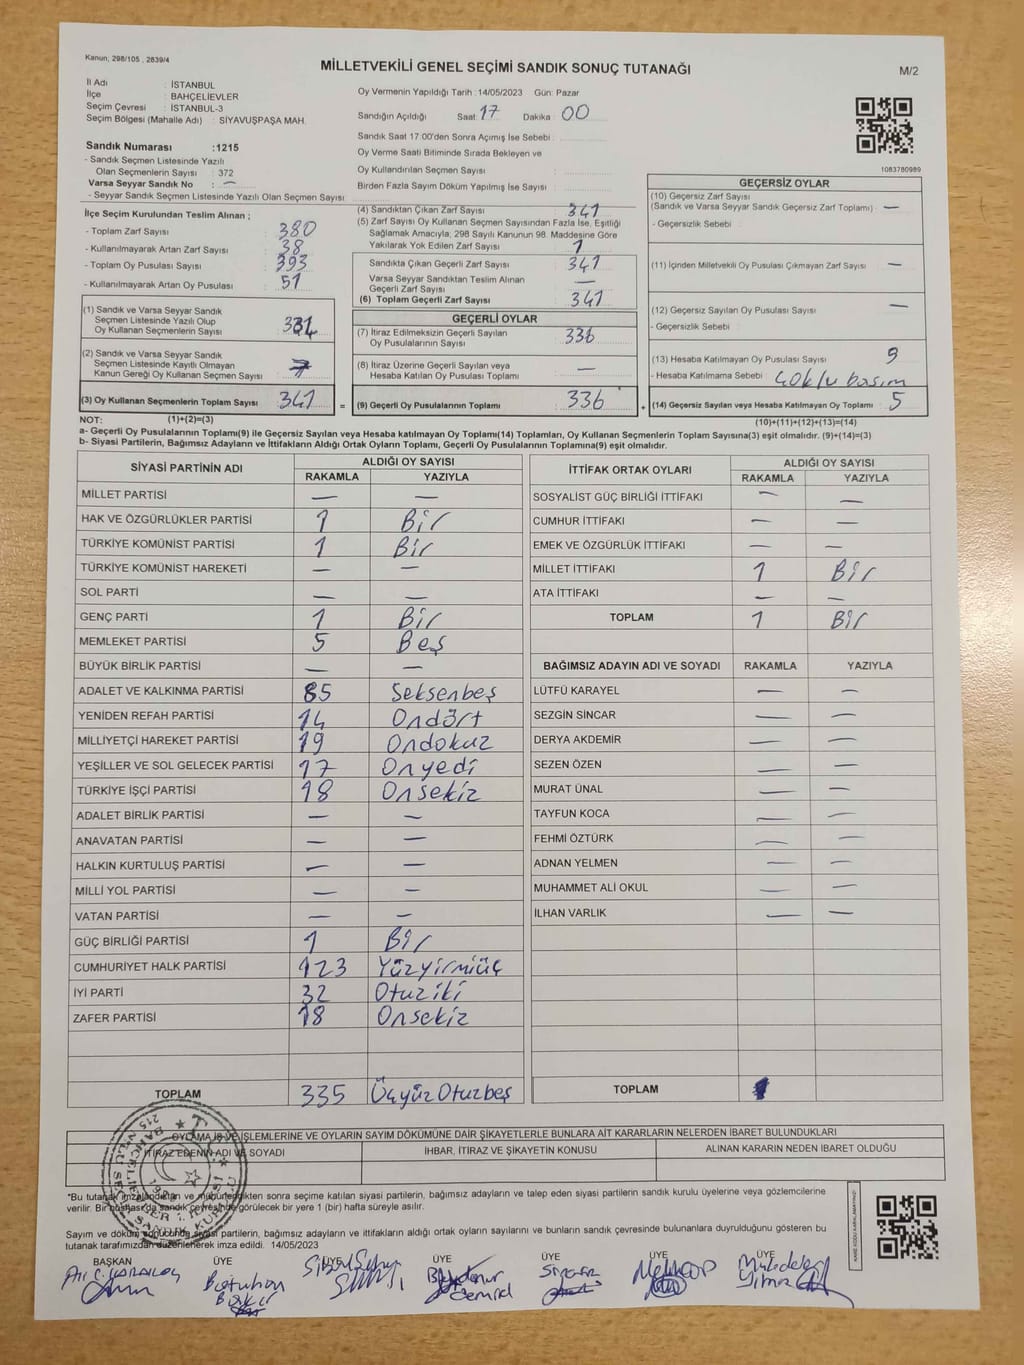 Kanun; 298/105 , 2839/4
MİLLETVEKİLİ GENEL SEÇİMİ SANDIK SONUÇ TUTANAĞI
M/2
İl Adı : İSTANBUL
İlçe : BAHÇELİEVLER
Seçim Çevresi : İSTANBUL-3
Seçim Bölgesi (Mahalle Adı) : SİYAVUŞPAŞA MAH.
Oy Vermenin Yapıldığı Tarih :14/05/2023 Gün: Pazar
Sandığın Açıldığı Saat: 17 Dakika : 00
Sandık Saat 17:00'den Sonra Açımış İse Sebebi :
Oy Verme Saati Bitiminde Sırada Bekleyen ve
Oy Kullandırılan Seçmen Sayısı :
Birden Fazla Sayım Döküm Yapılmış İse Sayısı :
1083780989
Sandık Numarası :1215
- Sandık Seçmen Listesinde Yazılı
Olan Seçmenlerin Sayısı : 372
Varsa Seyyar Sandık No : —
- Seyyar Sandık Seçmen Listesinde Yazılı Olan Seçmen Sayısı :
İlçe Seçim Kurulundan Teslim Alınan ;
- Toplam Zarf Sayısı : 380
- Kullanılmayarak Artan Zarf Sayısı : 38
- Toplam Oy Pusulası Sayısı : 393
- Kullanılmayarak Artan Oy Pusulası : 51
(1) Sandık ve Varsa Seyyar Sandık
Seçmen Listesinde Yazılı Olup
Oy Kullanan Seçmenlerin Sayısı :
(2) Sandık ve Varsa Seyyar Sandık
Seçmen Listesinde Kayıtlı Olmayan
Kanun Gereği Oy Kullanan Seçmen Sayısı :
(3) Oy Kullanan Seçmenlerin Toplam Sayısı : 341
(4) Sandıktan Çıkan Zarf Sayısı : 341
(5) Zarf Sayısı Oy Kullanan Seçmen Sayısından Fazla İse, Eşitliği
Sağlamak Amacıyla; 298 Sayılı Kanunun 98. Maddesine Göre
Yakılarak Yok Edilen Zarf Sayısı : 1
Sandıkta Çıkan Geçerli Zarf Sayısı : 341
Varsa Seyyar Sandıktan Teslim Alınan
Geçerli Zarf Sayısı : —
(6) Toplam Geçerli Zarf Sayısı : 341
GEÇERLİ OYLAR
(7) İtiraz Edilmeksizin Geçerli Sayılan
Oy Pusulalarının Sayısı : 336
(8) İtiraz Üzerine Geçerli Sayılan veya
Hesaba Katılan Oy Pusulası Toplamı : —
= (9) Geçerli Oy Pusulalarının Toplamı : 336
GEÇERSİZ OYLAR
(10) Geçersiz Zarf Sayısı
(Sandık ve Varsa Seyyar Sandık Geçersiz Zarf Toplamı) : —
- Geçersizlik Sebebi :
(11) İçinden Milletvekili Oy Pusulası Çıkmayan Zarf Sayısı : —
(12) Geçersiz Sayılan Oy Pusulası Sayısı : —
- Geçersizlik Sebebi :
(13) Hesaba Katılmayan Oy Pusulası Sayısı : 5
- Hesaba Katılmama Sebebi : çoklu basım
+ (14) Geçersiz Sayılan veya Hesaba Katılmayan Oy Toplamı : 5
NOT: (1)+(2)=(3)
(10)+(11)+(12)+(13)=(14)
a- Geçerli Oy Pusulalarının Toplamı(9) ile Geçersiz Sayılan veya Hesaba katılmayan Oy Toplamı(14) Toplamları, Oy Kullanan Seçmenlerin Toplam Sayısına(3) eşit olmalıdır. (9)+(14)=(3)
b- Siyasi Partilerin, Bağımsız Adayların ve İttifakların Aldığı Ortak Oyların Toplamı, Geçerli Oy Pusulalarının Toplamına(9) eşit olmalıdır.
SİYASİ PARTİNİN ADI ALDIĞI OY SAYISI
RAKAMLA YAZIYLA
MİLLET PARTİSİ — —
HAK VE ÖZGÜRLÜKLER PARTİSİ 1 Bir
TÜRKİYE KOMÜNİST PARTİSİ 1 Bir
TÜRKİYE KOMÜNİST HAREKETİ — —
SOL PARTİ — —
GENÇ PARTİ 1 Bir
MEMLEKET PARTİSİ 5 Beş
BÜYÜK BİRLİK PARTİSİ — —
ADALET VE KALKINMA PARTİSİ 85 Seksenbeş
YENİDEN REFAH PARTİSİ 14 Ondört
MİLLİYETÇİ HAREKET PARTİSİ 19 Ondokuz
YEŞİLLER VE SOL GELECEK PARTİSİ 17 Onyedi
TÜRKİYE İŞÇİ PARTİSİ 18 Onsekiz
ADALET BİRLİK PARTİSİ — —
ANAVATAN PARTİSİ — —
HALKIN KURTULUŞ PARTİSİ — —
MİLLİ YOL PARTİSİ — —
VATAN PARTİSİ — —
GÜÇ BİRLİĞİ PARTİSİ 1 Bir
CUMHURİYET HALK PARTİSİ 123 Yüzyirmiüç
İYİ PARTİ 32 Otuziki
ZAFER PARTİSİ 18 Onsekiz
TOPLAM 335 ÜçyüzOtuzbeş
İTTİFAK ORTAK OYLARI ALDIĞI OY SAYISI
RAKAMLA YAZIYLA
SOSYALİST GÜÇ BİRLİĞİ İTTİFAKI — —
CUMHUR İTTİFAKI — —
EMEK VE ÖZGÜRLÜK İTTİFAKI — —
MİLLET İTTİFAKI 1 Bir
ATA İTTİFAKI — —
TOPLAM 1 Bir
BAĞIMSIZ ADAYIN ADI VE SOYADI RAKAMLA YAZIYLA
LÜTFÜ KARAYEL — —
SEZGİN SİNCAR — —
DERYA AKDEMİR — —
SEZEN ÖZEN — —
MURAT ÜNAL — —
TAYFUN KOCA — —
FEHMİ ÖZTÜRK — —
ADNAN YELMEN — —
MUHAMMET ALİ OKUL — —
İLHAN VARLIK — —
TOPLAM
OYLAMA İŞ VE İŞLEMLERİNE VE OYLARIN SAYIM DÖKÜMÜNE DAİR ŞİKAYETLERLE BUNLARA AİT KARARLARIN NELERDEN İBARET BULUNDUKLARI
İTİRAZ EDENİN ADI VE SOYADI IHBAR, İTİRAZ VE ŞİKAYETİN KONUSU ALINAN KARARIN NEDEN İBARET OLDUĞU
*Bu tutanak imzalandıktan ve mühürlendikten sonra seçime katılan siyasi partilerin, bağımsız adayların ve talep eden siyasi partilerin sandık kurulu üyelerine veya gözlemcilerine
verilir. Bir nüshası da sandık çevresinde görülecek bir yere 1 (bir) hafta süreyle asılır.
Sayım ve döküm sonucunda siyasi partilerin, bağımsız adayların ve ittifakların aldığı ortak oyların sayılarını ve bunların sandık çevresinde bulunanlara duyrulduğunu gösteren bu
tutanak tarafımızdan düzenlenerek imza edildi. 14/05/2023
BAŞKAN ÜYE ÜYE ÜYE ÜYE ÜYE ÜYE
Batuhan